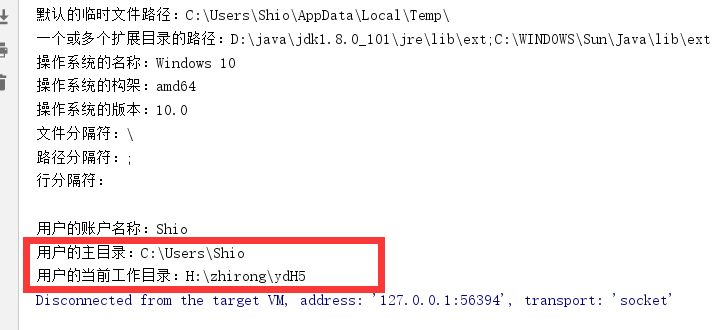 默认的临时文件路径：C:\Users\Shio\AppData\Local\Temp\
一个或多个扩展目录的路径：D:\java\jdk1.8.0_101\jre\lib\ext;C:\WINDOWS\Sun\Java\lib\ext
操作系统的名称：Windows 10
操作系统的构架：amd64
操作系统的版本：10.0
文件分隔符：\
路径分隔符：;
行分隔符：
用户的账户名称：Shio
用户的主目录：C:\Users\Shio
用户的当前工作目录：H:\zhirong\ydH5
Disconnected from the target VM, address: '127.0.0.1:56394', transport: 'socket'